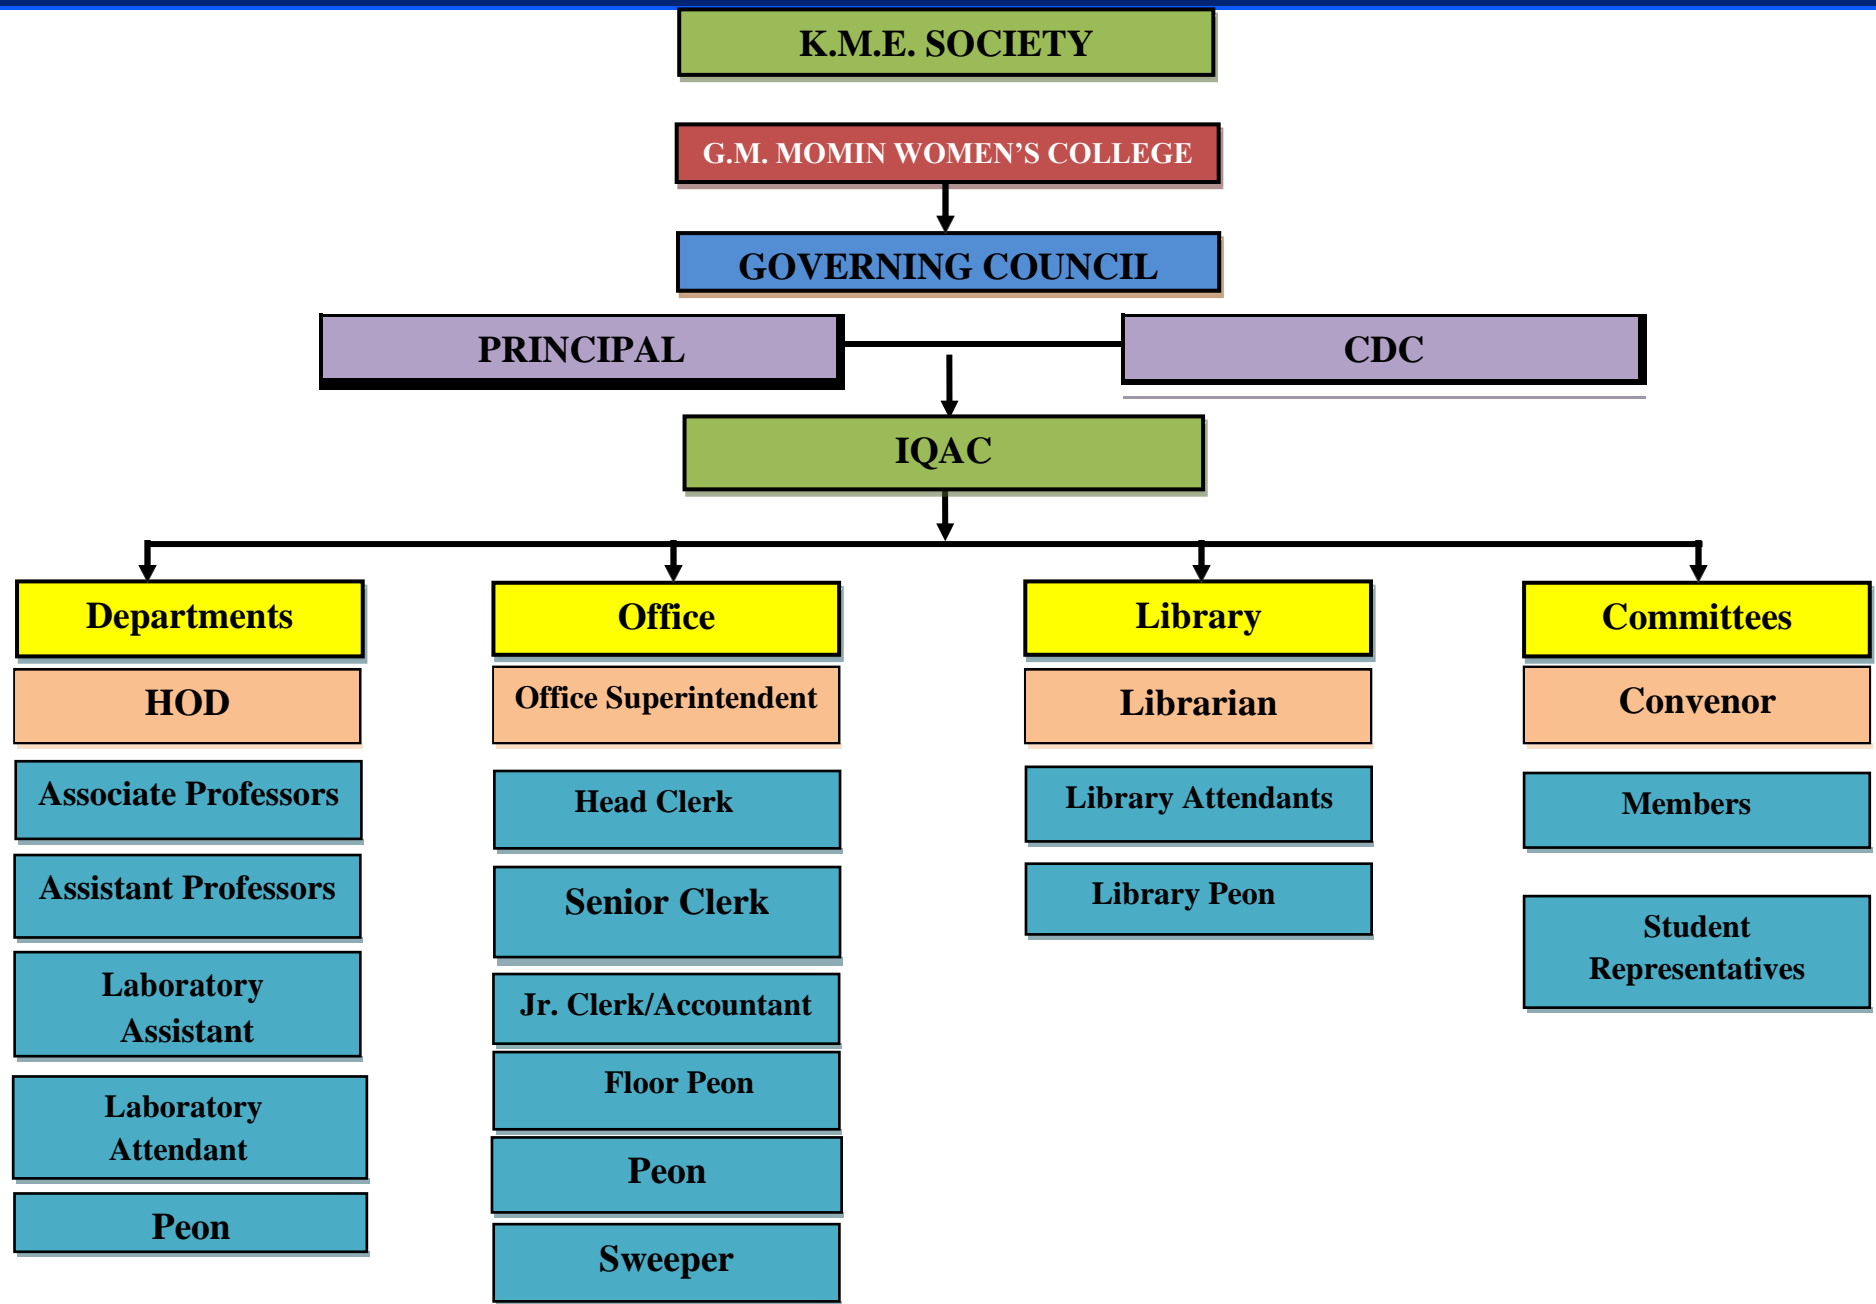 K.M.E. SOCIETY
G.M. MOMIN WOMEN’S COLLEGE
GOVERNING COUNCIL
PRINCIPAL
CDC
IQAC
Departments
HOD
Associate Professors
Assistant Professors
Laboratory
Assistant
Laboratory
Attendant
Peon
Office
Office Superintendent
Head Clerk
Senior Clerk
Jr. Clerk/Accountant
Floor Peon
Peon
Sweeper
Library
Librarian
Library Attendants
Library Peon
Committees
Convenor
Members
Student
Representatives